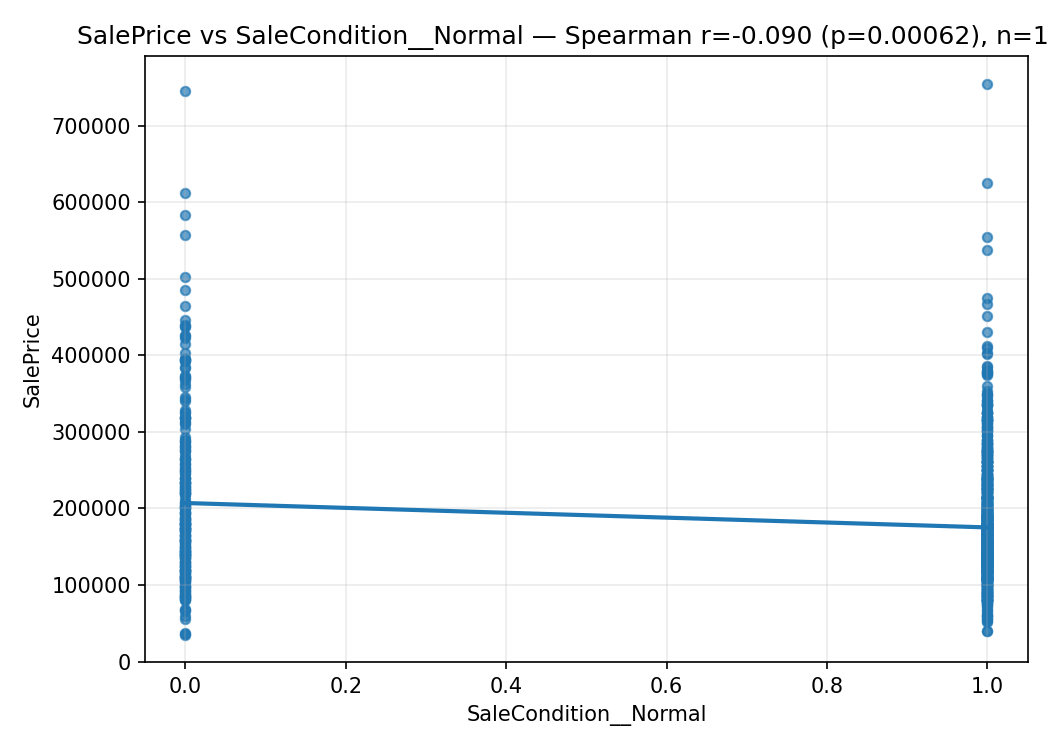 SalePrice vs SaleCondition__Normal — Spearman r=-0.090 (p=0.00062), n=1
700000
600000
500000
400000
300000
200000
100000
0
SalePrice
0.0 0.2 0.4 0.6 0.8 1.0
SaleCondition__Normal